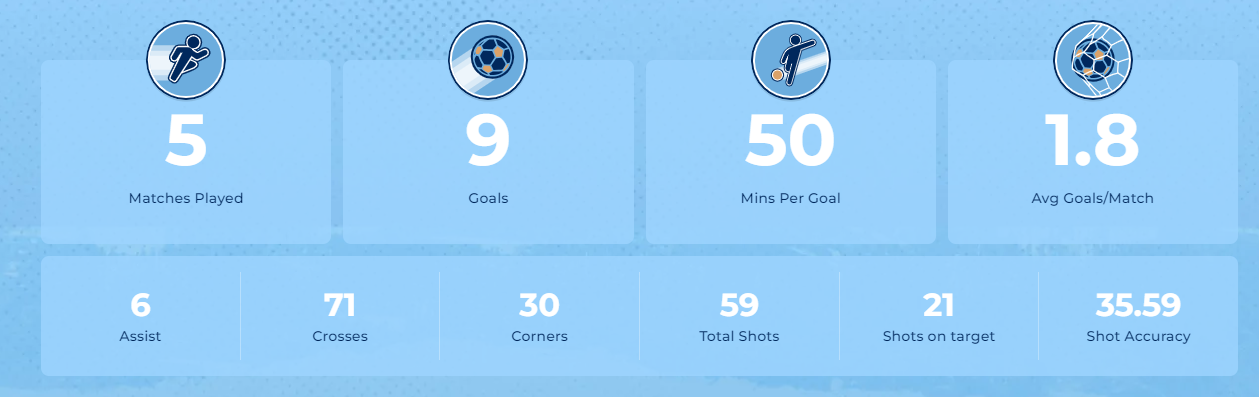 5
Matches Played
9
Goals
50
Mins Per Goal
1.8
Avg Goals/Match
6
Assist
71
Crosses
30
Corners
59
Total Shots
21
Shots on target
35.59
Shot Accuracy